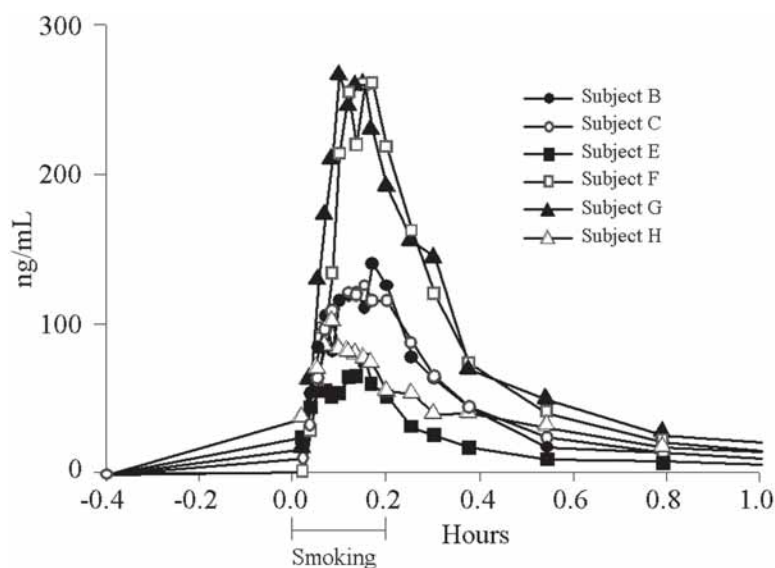 300
200
100
0
ng/mL
-0.4
-0.2
0.0
0.2
0.4
0.6
0.8
1.0
Hours
Smoking
Subject B
Subject C
Subject E
Subject F
Subject G
Subject H